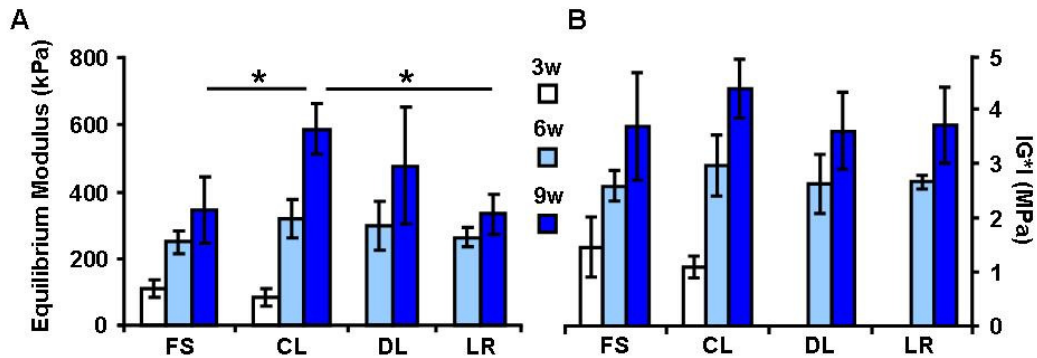 A
B
Equilibrium Modulus (kPa)
800
600
400
200
0
*
*
FS
CL
DL
LR
3w
6w
9w
5
4
3
2
1
0
|G*| (MPa)
FS
CL
DL
LR